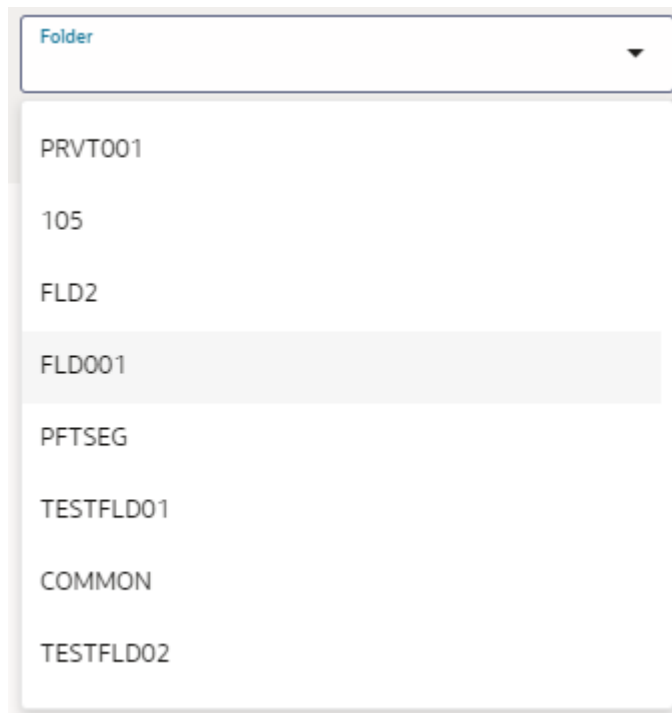 Folder
PRVT001
105
FLD2
FLD001
PFTSEG
TESTFLD01
COMMON
TESTFLD02